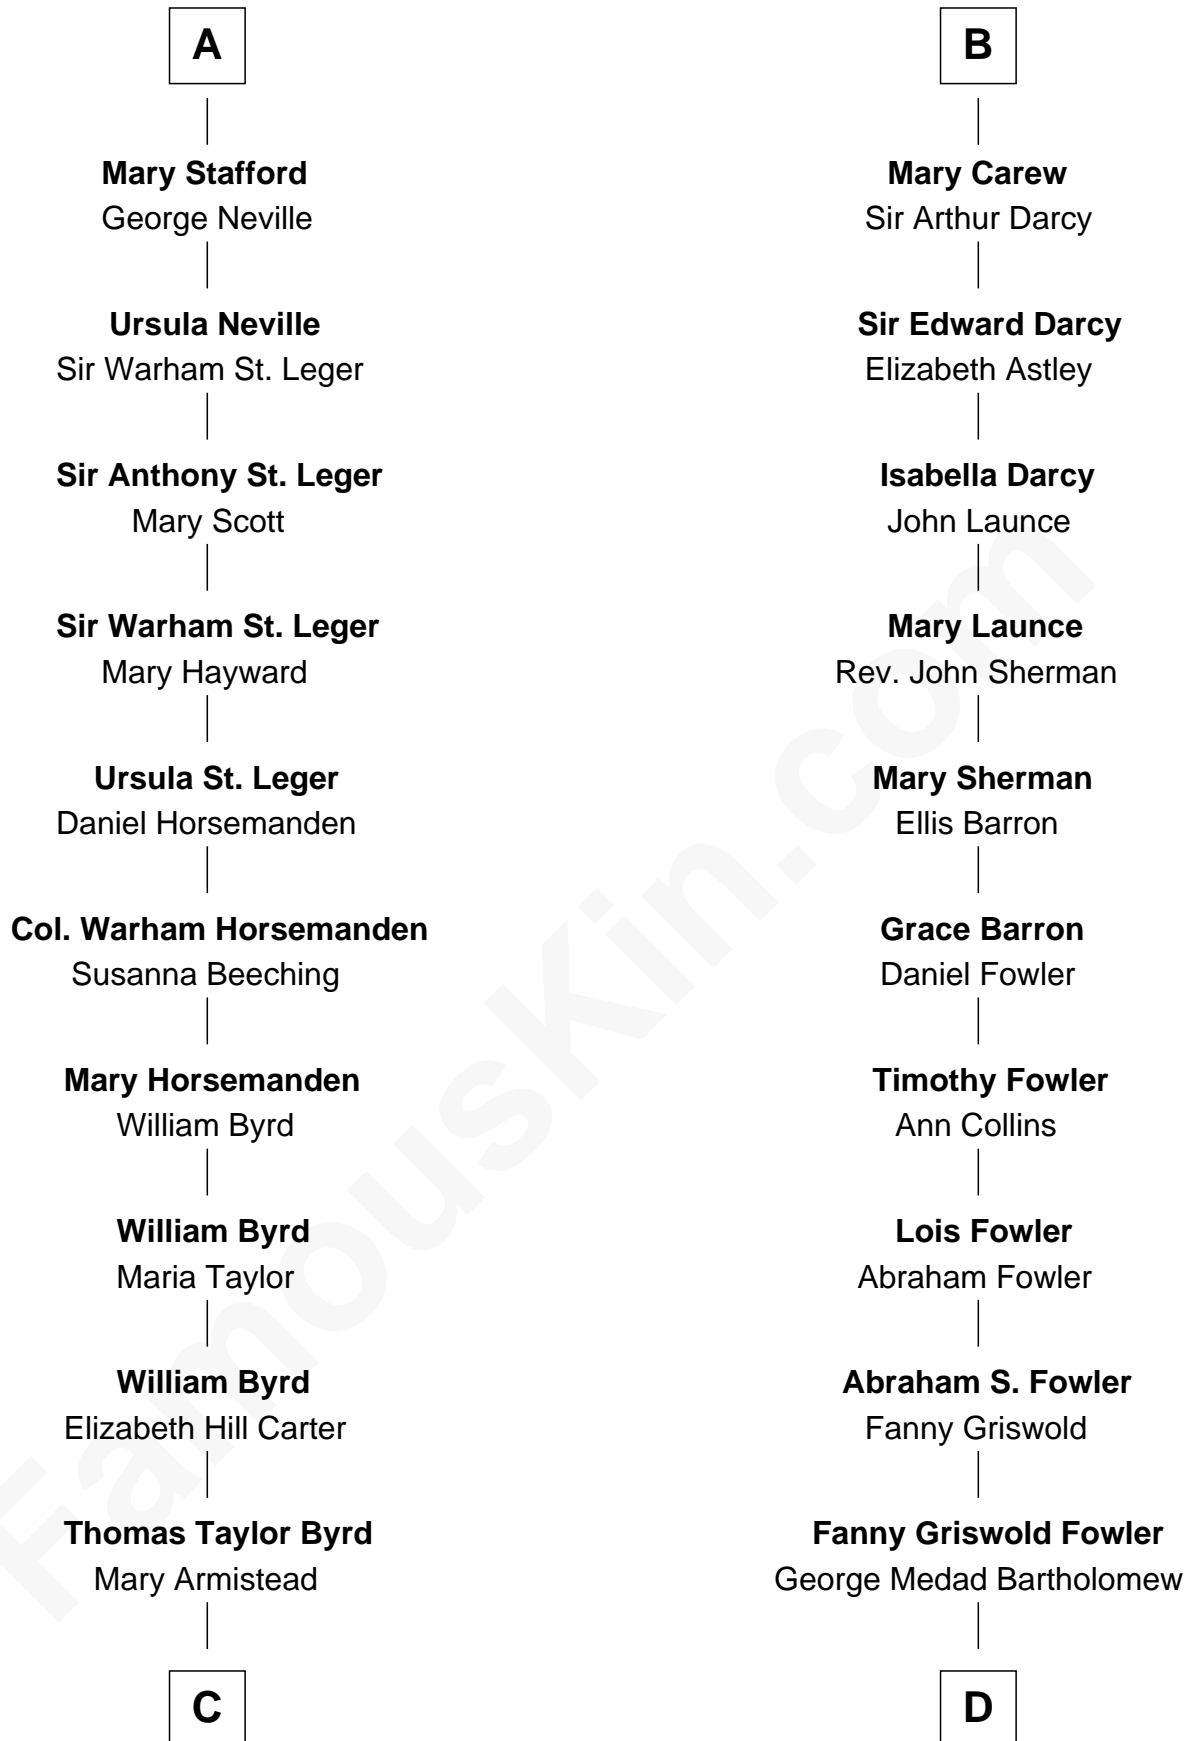 A
Mary Stafford
George Neville
Ursula Neville
Sir Warham St. Leger
Sir Anthony St. Leger
Mary Scott
Sir Warham St. Leger
Mary Hayward
Ursula St. Leger
Daniel Horsemanden
Col. Warham Horsemanden
Susanna Beeching
Mary Horsemanden
William Byrd
William Byrd
Maria Taylor
William Byrd
Elizabeth Hill Carter
Thomas Taylor Byrd
Mary Armistead
C
B
Mary Carew
Sir Arthur Darcy
Sir Edward Darcy
Elizabeth Astley
Isabella Darcy
John Launce
Mary Launce
Rev. John Sherman
Mary Sherman
Ellis Barron
Grace Barron
Daniel Fowler
Timothy Fowler
Ann Collins
Lois Fowler
Abraham Fowler
Abraham S. Fowler
Fanny Griswold
Fanny Griswold Fowler
George Medad Bartholomew
D
FamousKin.com